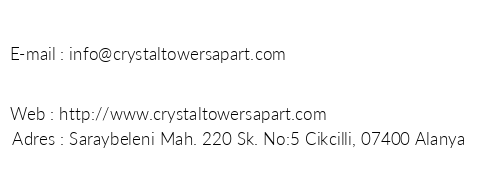 E-mail : info@crystaltowersapart.com
Web : http://www.crystaltowersapart.com
Adres : Saraybeleni Mah. 220 Sk. No:5 Cikcilli, 07400 Alanya